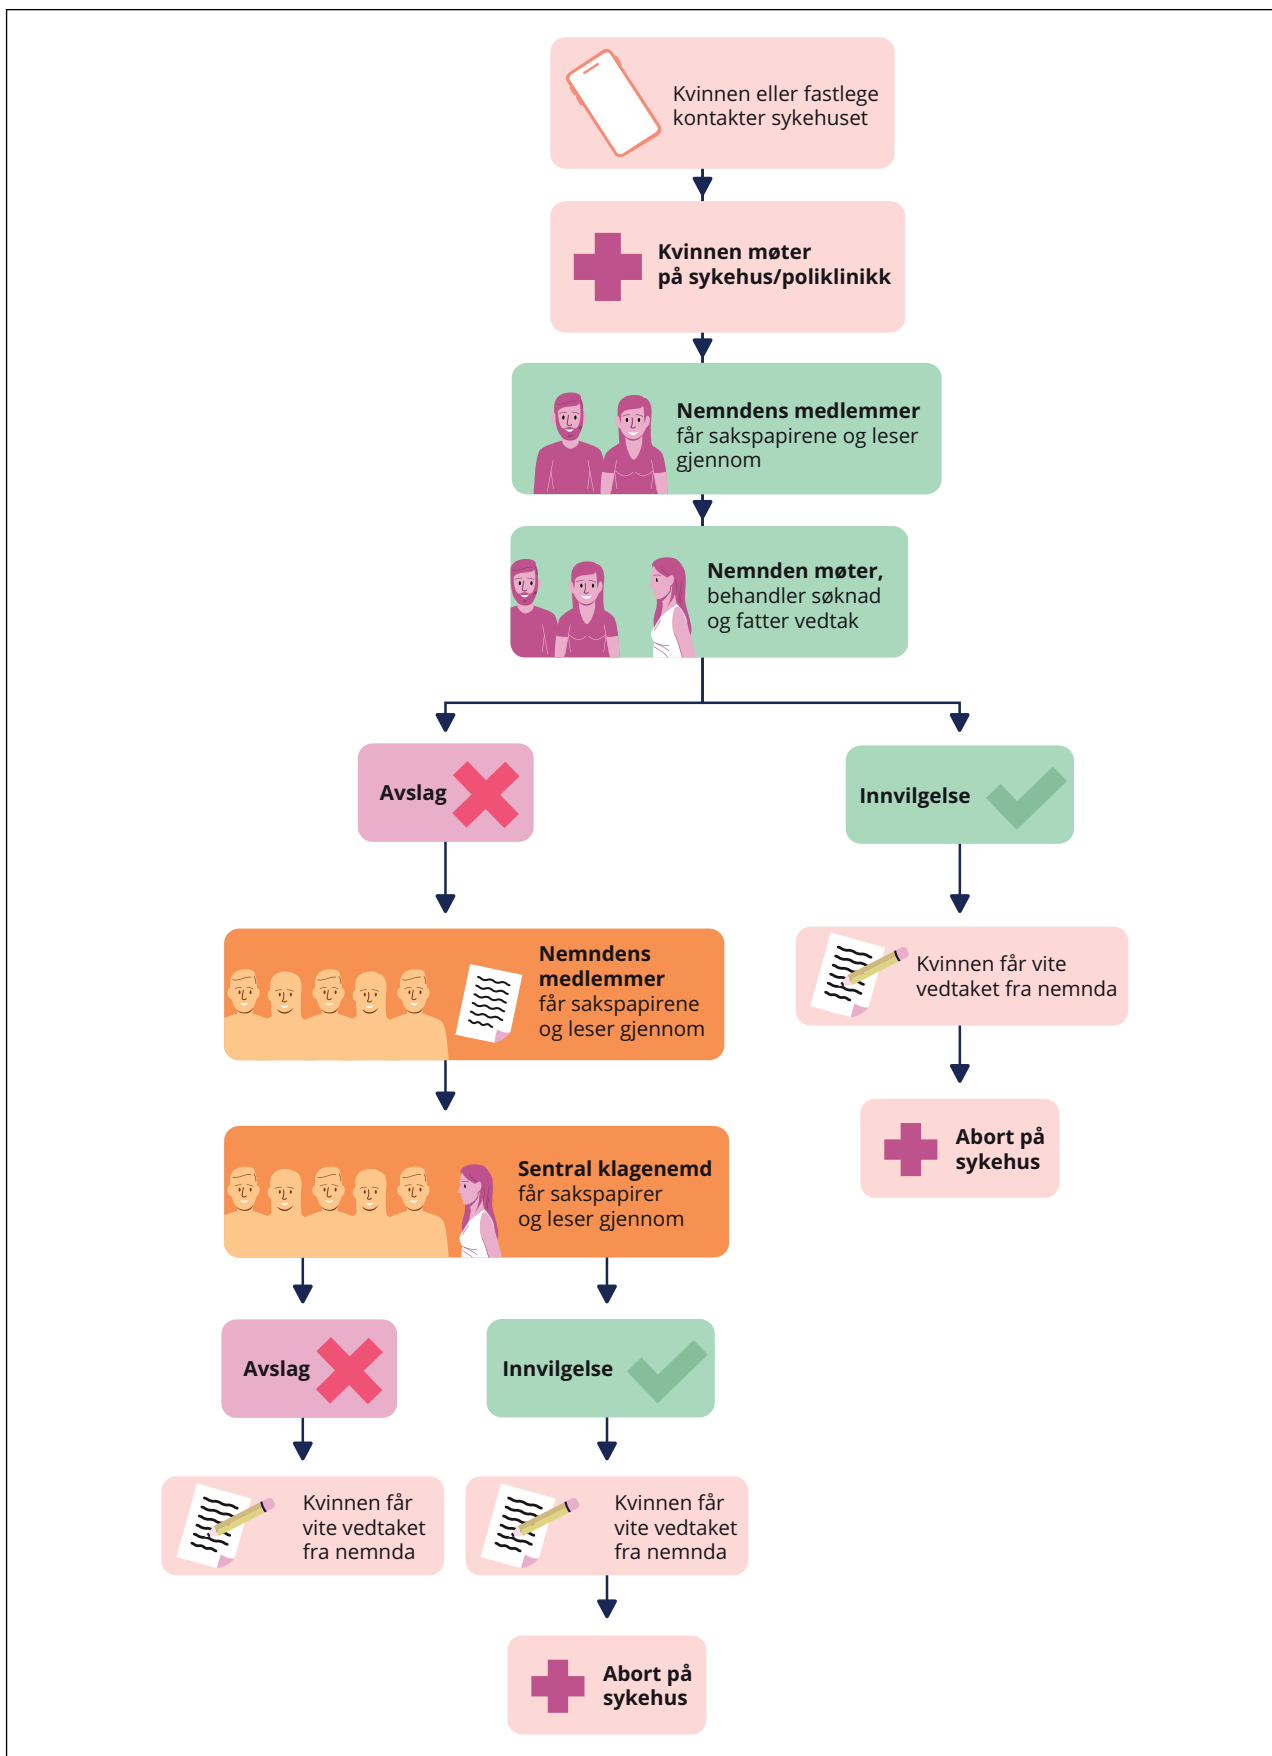 Kvinnen eller fastlege
kontakter sykehuset
Kvinnen møter
på sykehus/poliklinikk
Nemndens medlemmer
får sakspapirene og leser
gjennom
Nemnden møter,
behandler søknad
og fatter vedtak
Avslag
Innvilgelse
Nemndens
medlemmer
får sakspapirene
og leser gjennom
Kvinnen får vite
vedtaket fra nemnda
Abort på
sykehus
Sentral klagenemd
får sakspapirer
og leser gjennom
Avslag
Innvilgelse
Kvinnen får
vite vedtaket
fra nemnda
Kvinnen får
vite vedtaket
fra nemnda
Abort på
sykehus